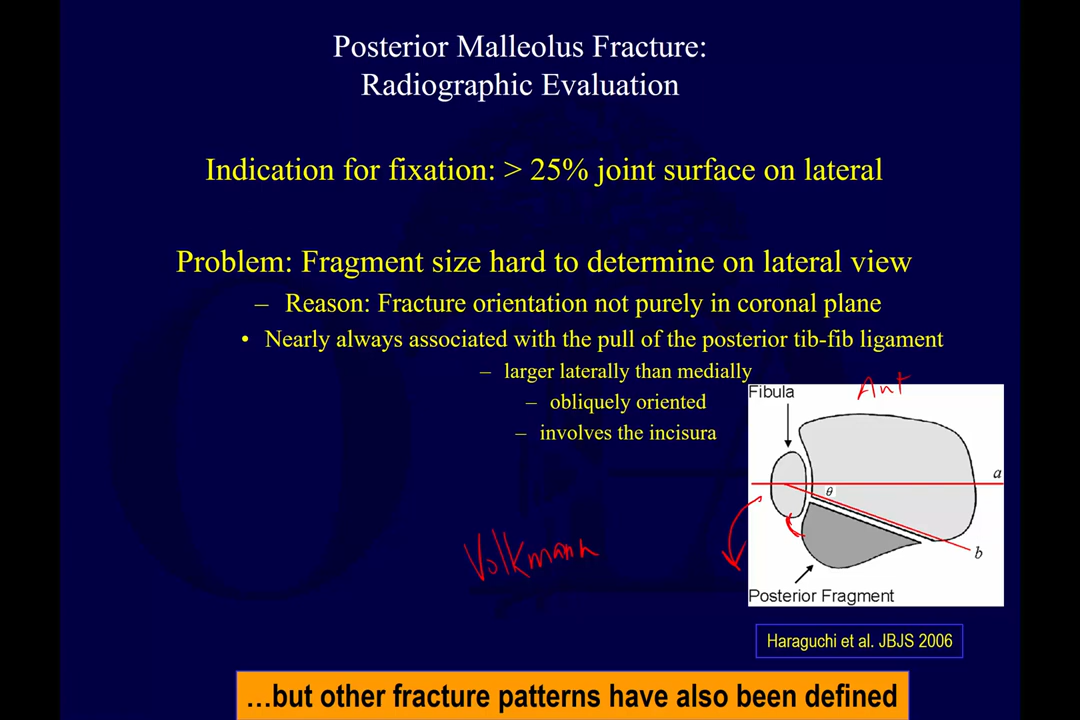 Posterior Malleolus Fracture:
Radiographic Evaluation
Indication for fixation: > 25% joint surface on lateral
Problem: Fragment size hard to determine on lateral view
– Reason: Fracture orientation not purely in coronal plane
• Nearly always associated with the pull of the posterior tib-fib ligament
– larger laterally than medially
– obliquely oriented
– involves the incisura
Ant
Fibula
a
θ
b
Volkmann
Posterior Fragment
Haraguchi et al. JBJS 2006
…but other fracture patterns have also been defined